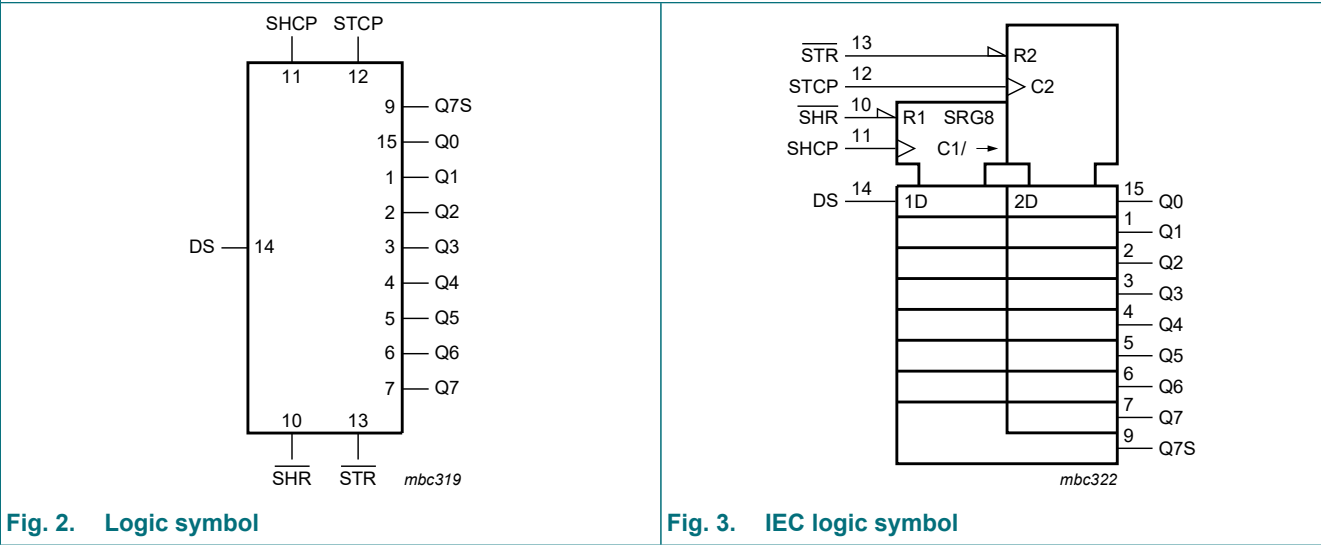 SHCP STCP
11 12
9 Q7S
15 Q0
1 Q1
2 Q2
DS 14 3 Q3
4 Q4
5 Q5
6 Q6
7 Q7
10 13
SHR STR mbc319
Fig. 2. Logic symbol
STR 13 R2
STCP 12 C2
SHR 10 R1 SRG8
SHCP 11 C1/ →
DS 14 1D 2D 15 Q0
1 Q1
2 Q2
3 Q3
4 Q4
5 Q5
6 Q6
7 Q7
9 Q7S
mbc322
Fig. 3. IEC logic symbol